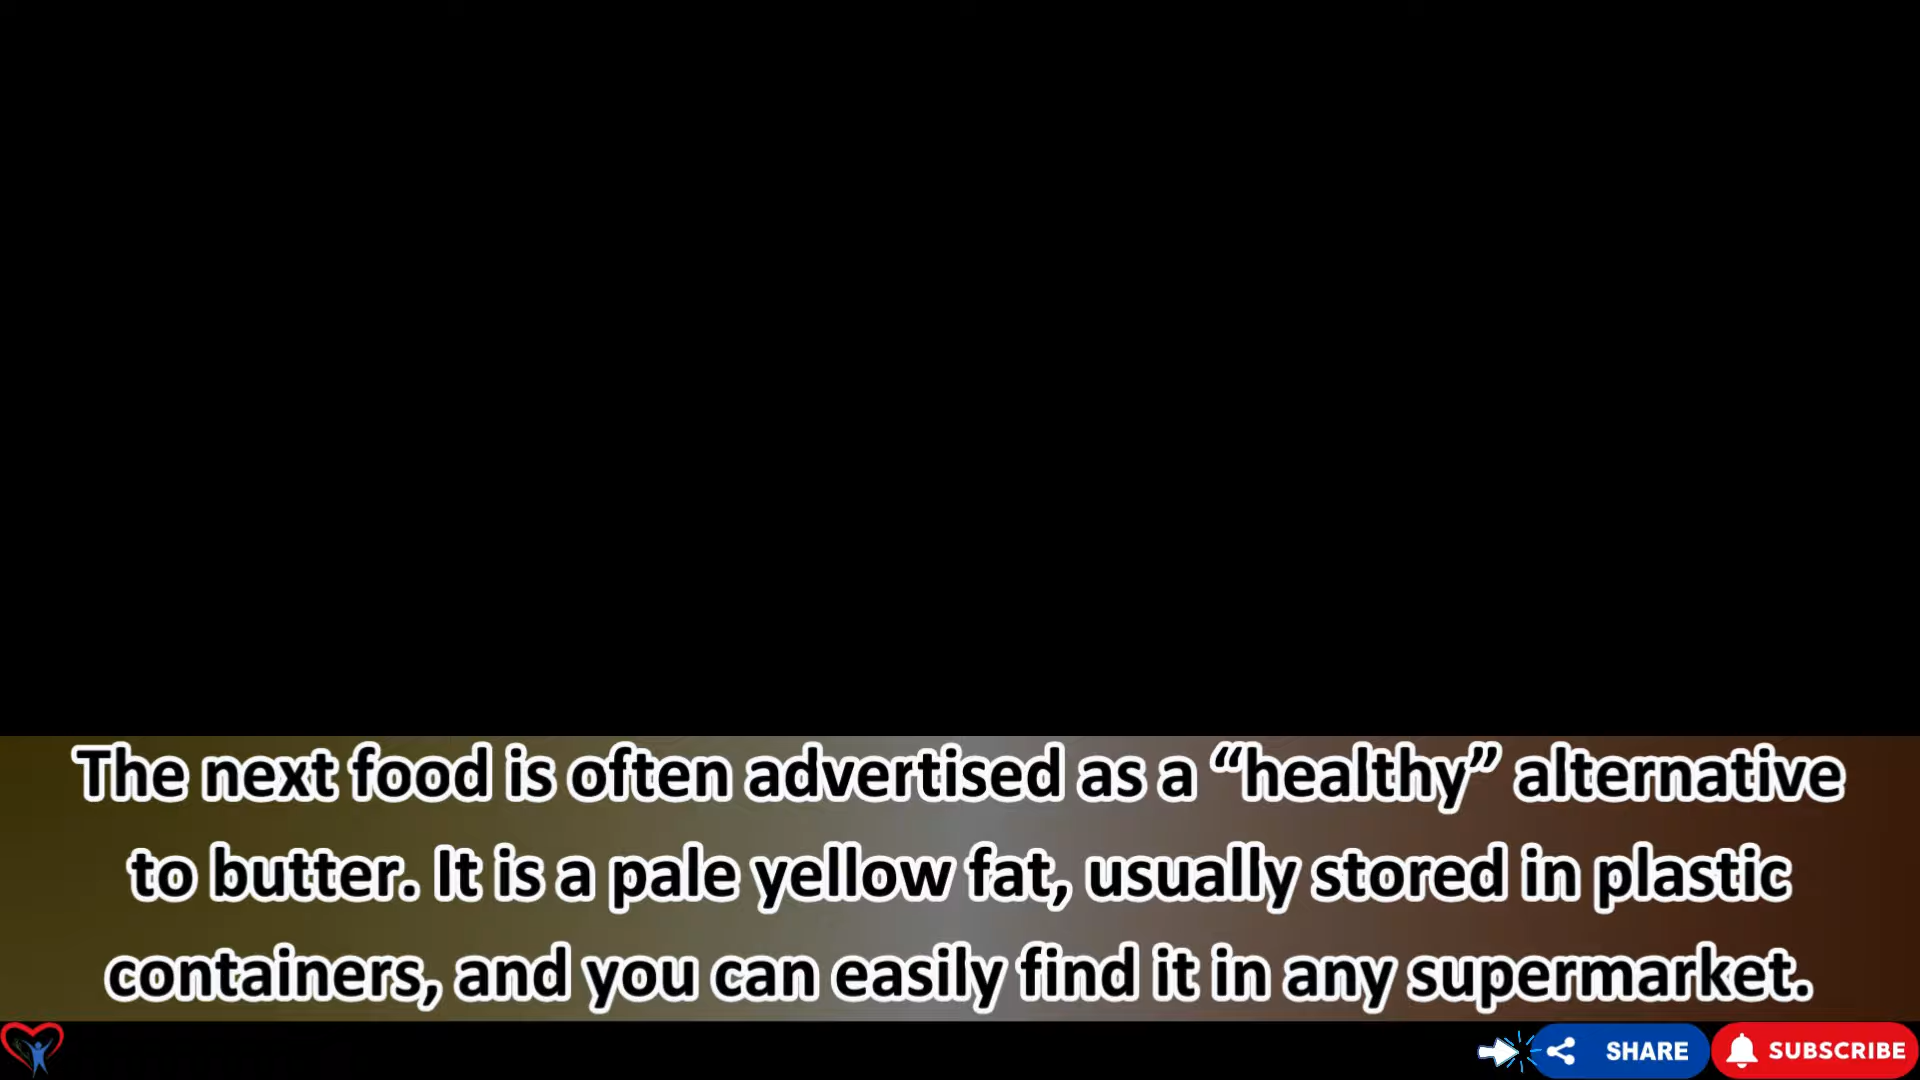 The next food is often advertised as a “healthy” alternative
to butter. It is a pale yellow fat, usually stored in plastic
containers, and you can easily find it in any supermarket.
SHARE
SUBSCRIBE